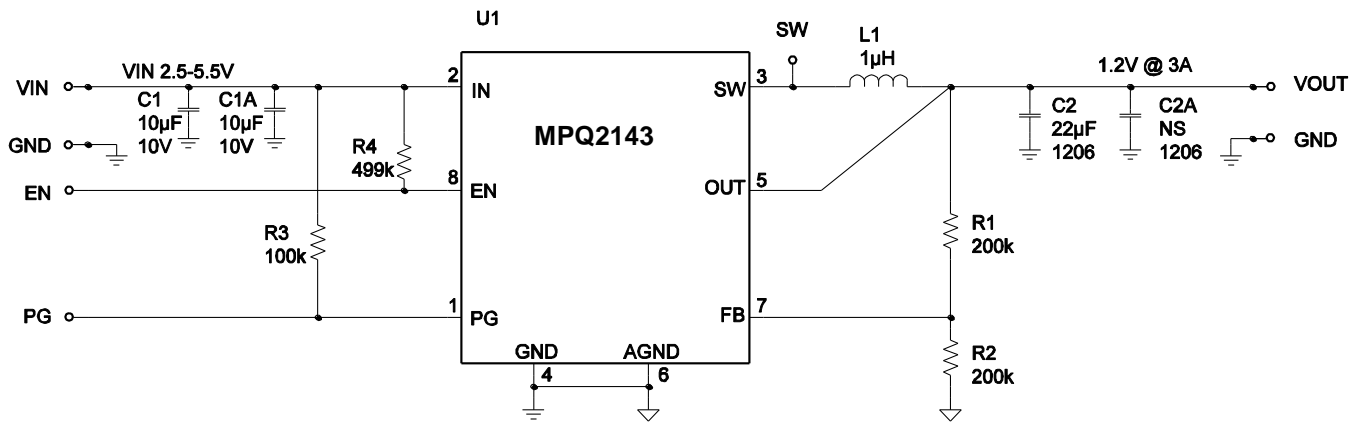 U1
SW
L1
1µH
VIN
VIN 2.5-5.5V
2
IN
3
SW
1.2V @ 3A
VOUT
C1
10µF
10V
C1A
10µF
10V
C2
22µF
1206
C2A
NS
1206
GND
GND
MPQ2143
R4
499k
EN
8
EN
OUT
5
R3
100k
R1
200k
PG
1
PG
FB
7
GND
4
AGND
6
R2
200k